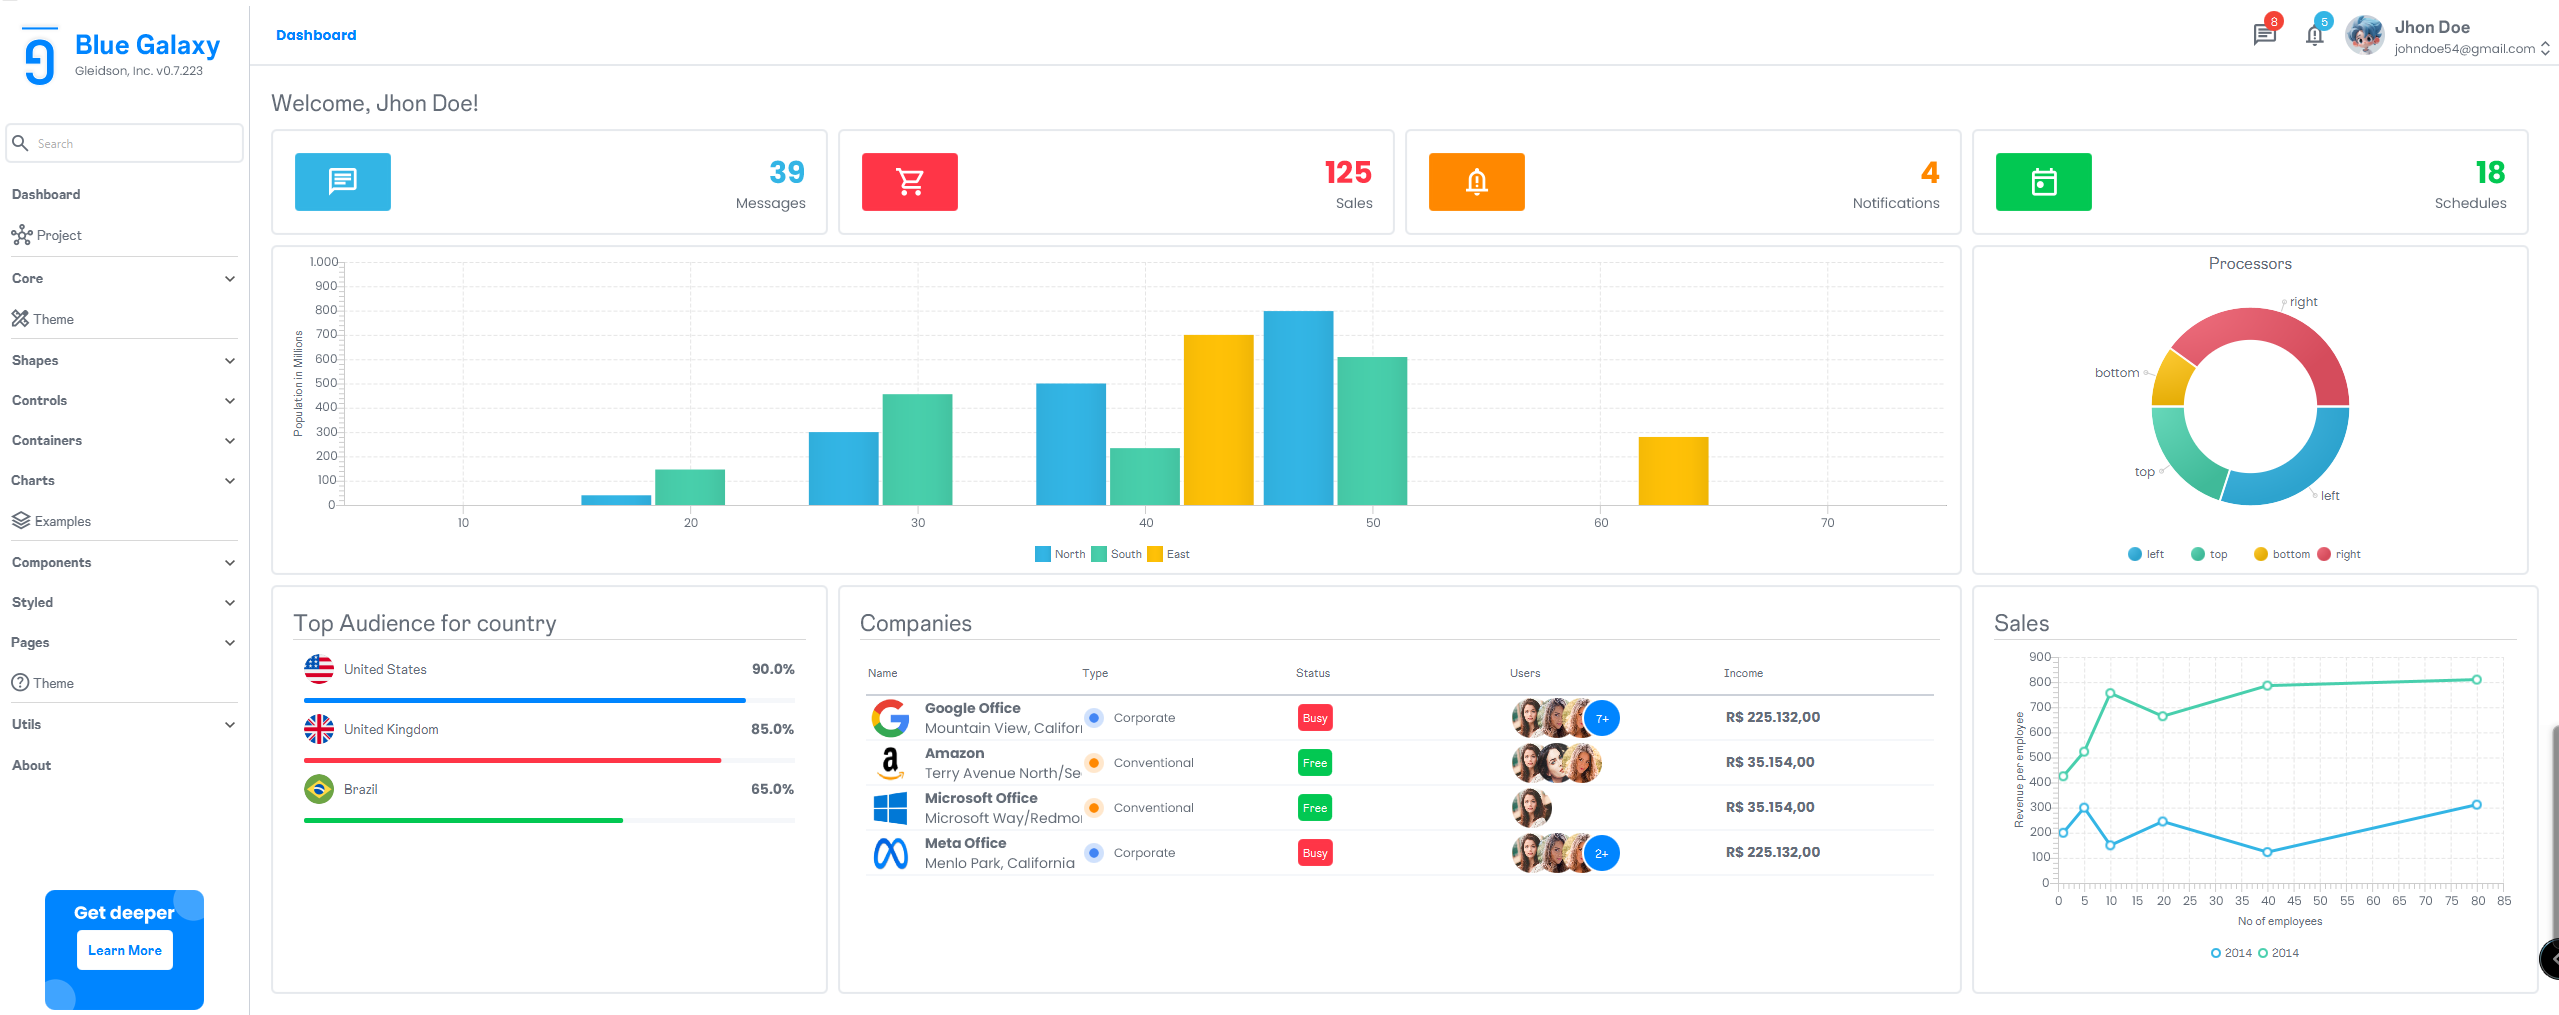 Blue Galaxy
Gleidson, Inc. v0.7.223
Search
Dashboard
Project
Core
Theme
Shapes
Controls
Containers
Charts
Examples
Components
Styled
Pages
Theme
Utils
About
Get deeper
Learn More
Dashboard
8
5
Jhon Doe
johndoe54@gmail.com
Welcome, Jhon Doe!
39
Messages
125
Sales
4
Notifications
18
Schedules
Population in Millions
1.000
900
800
700
600
500
400
300
200
100
0
10 20 30 40 50 60 70
North South East
Processors
right
bottom
top
left
left top bottom right
Top Audience for country
United States 90.0%
United Kingdom 85.0%
Brazil 65.0%
Companies
Name Type Status Users Income
Google Office
Mountain View, Califor
Corporate Busy 7+ R$ 225.132,00
Amazon
Terry Avenue North/Se
Conventional Free R$ 35.154,00
Microsoft Office
Microsoft Way/Redmo
Conventional Free R$ 35.154,00
Meta Office
Menlo Park, California
Corporate Busy 2+ R$ 225.132,00
Sales
Revenue per employee
900
800
700
600
500
400
300
200
100
0
0 5 10 15 20 25 30 35 40 45 50 55 60 65 70 75 80 85
No of employees
2014 2014